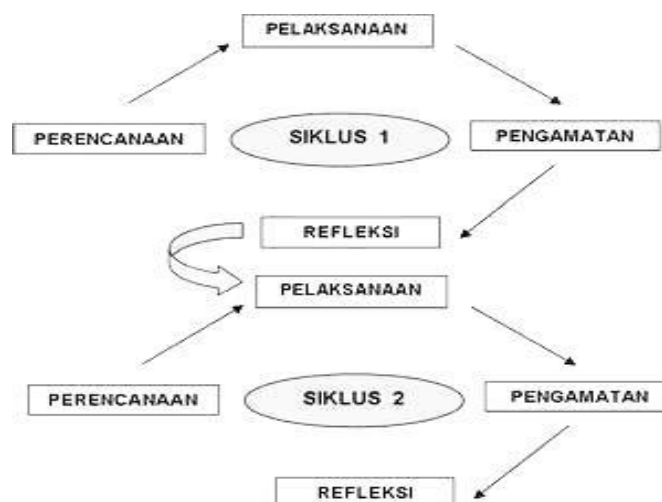 PELAKSANAAN
PERENCANAAN
SIKLUS 1
PENGAMATAN
REFLEKSI
PELAKSANAAN
PERENCANAAN
SIKLUS 2
PENGAMATAN
REFLEKSI